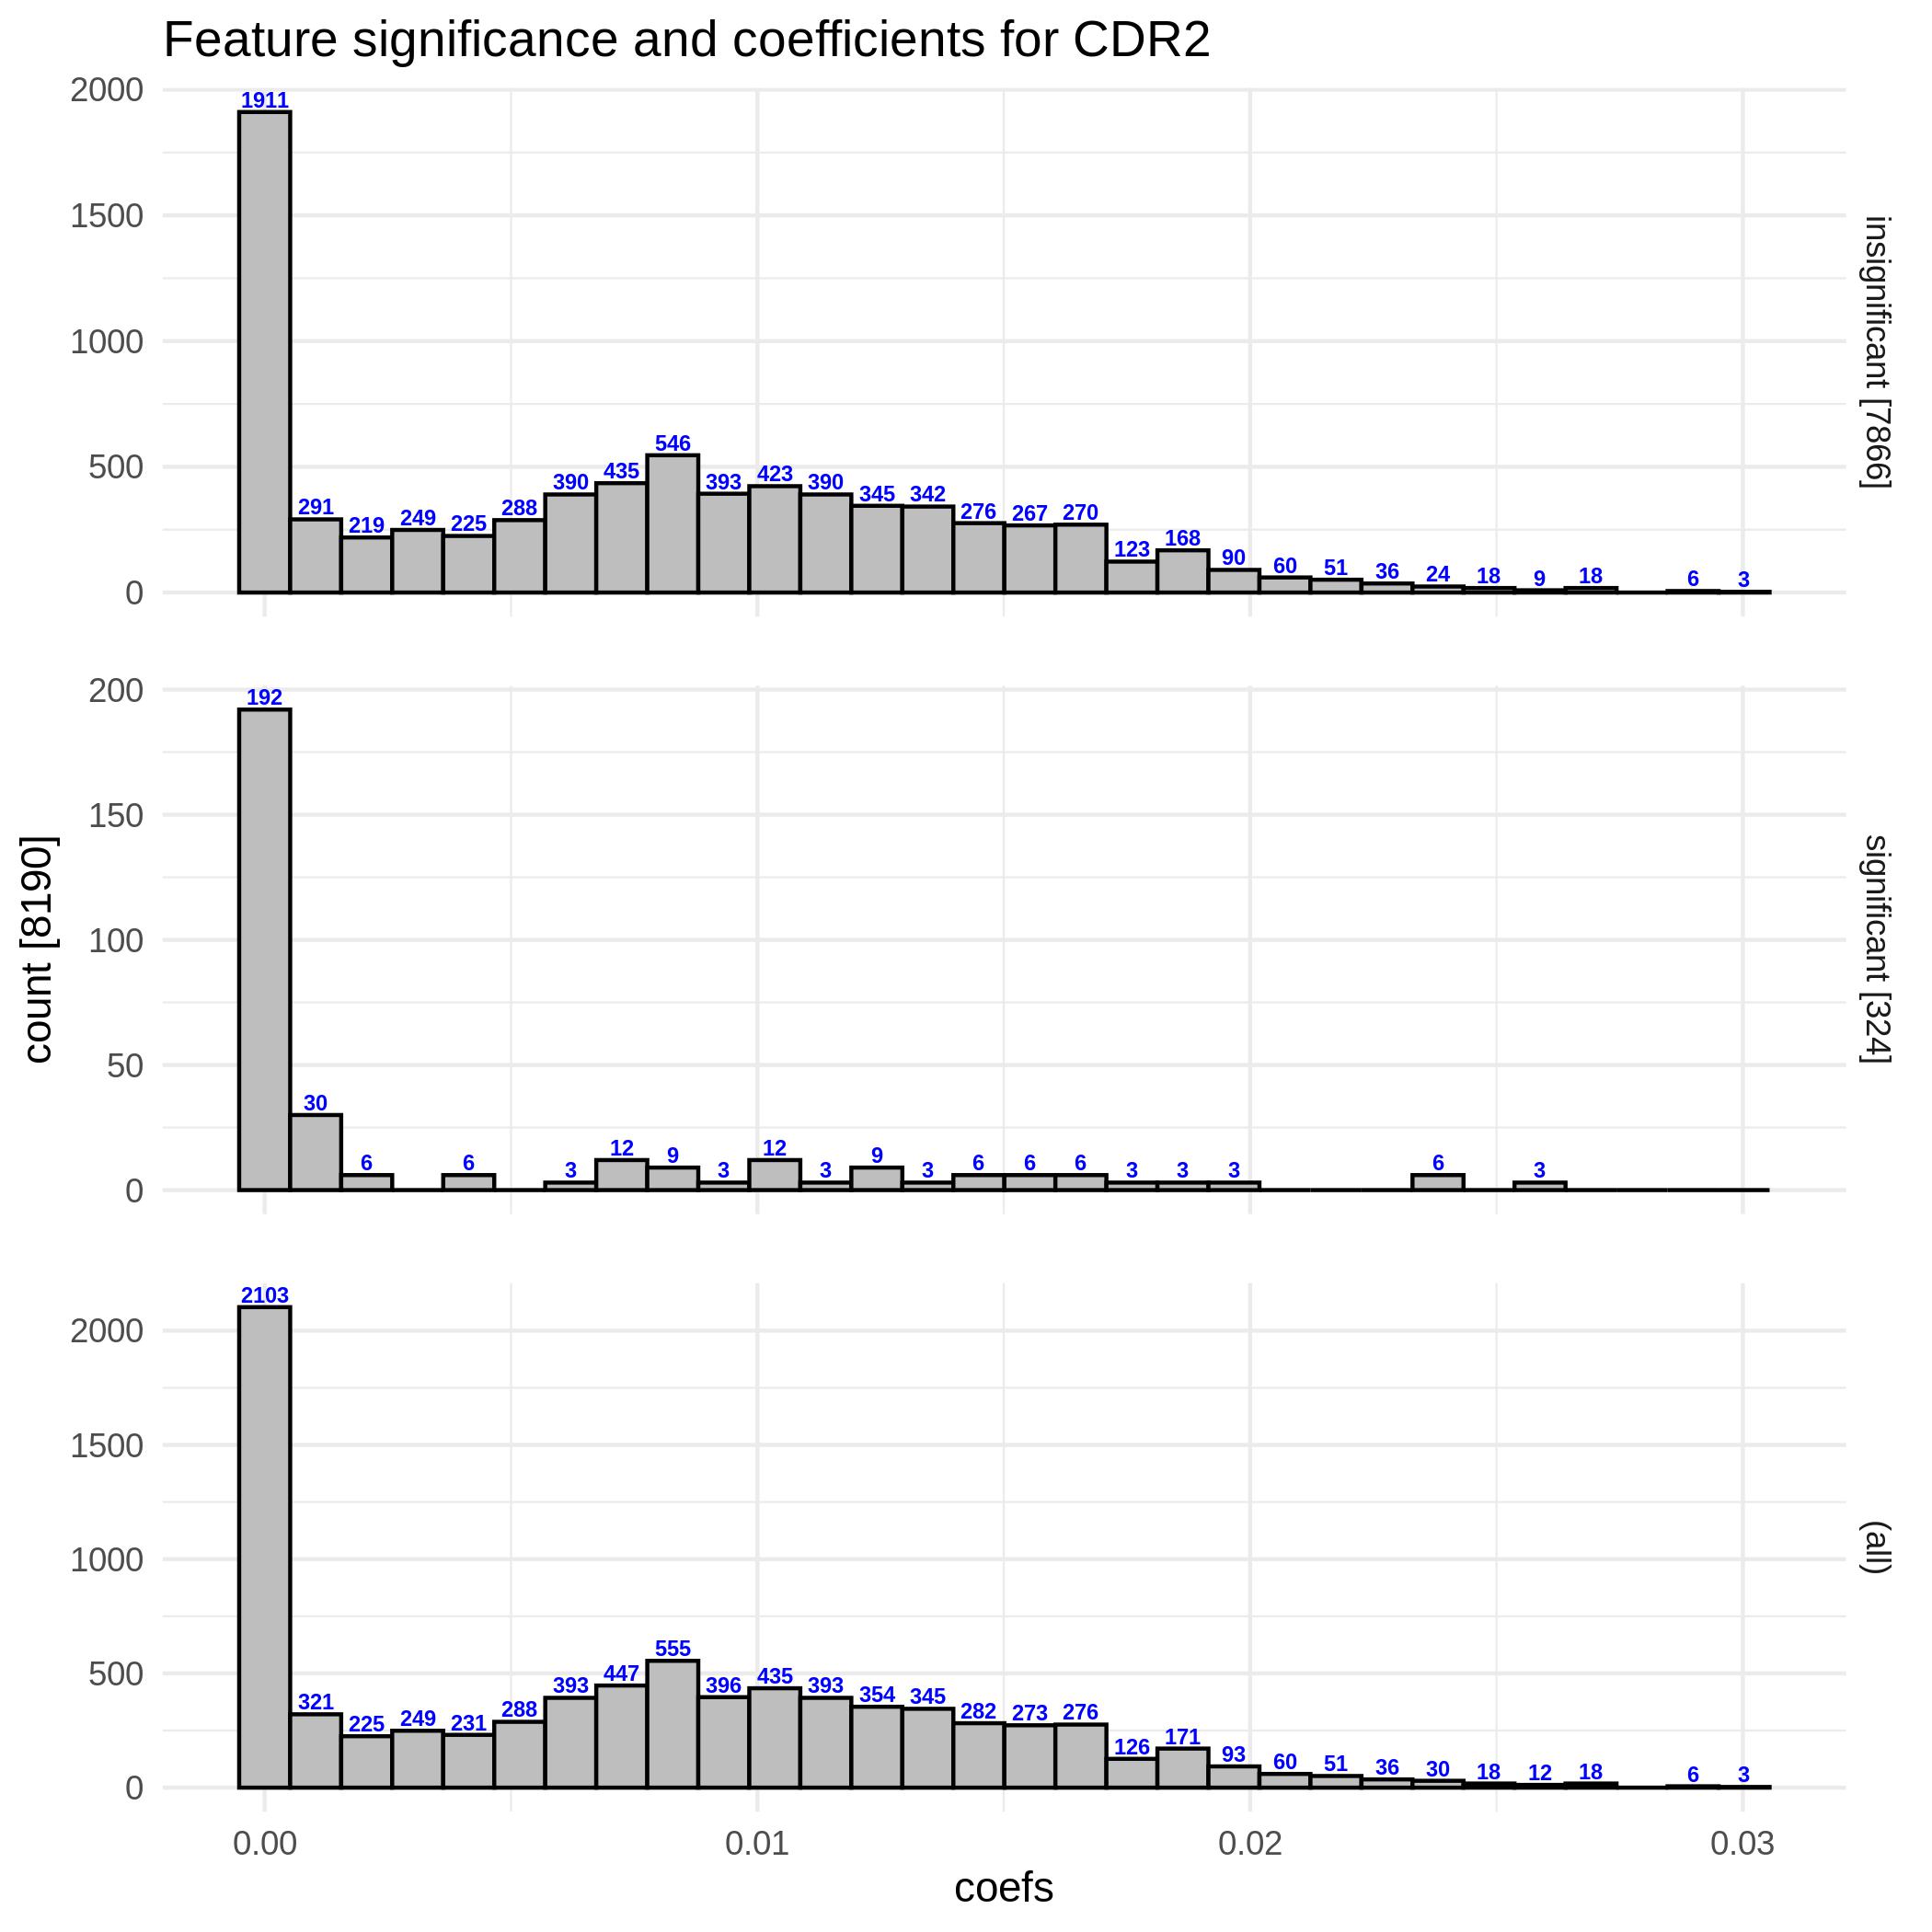 Feature significance and coefficients for CDR2
2000
1500
1000
500
0
1911
291 219 249 225 288 390 435 546 393 423 390 345 342 276 267 270 123 168 90 60 51 36 24 18 9 18 6 3
insignificant [7866]
200
150
100
50
0
192
30 6 6 3 12 9 3 12 3 9 3 6 6 6 3 3 3 6 3
significant [324]
count [8190]
2000
1500
1000
500
0
2103
321 225 249 231 288 393 447 555 396 435 393 354 345 282 273 276 126 171 93 60 51 36 30 18 12 18 6 3
(all)
0.00 0.01 0.02 0.03
coefs